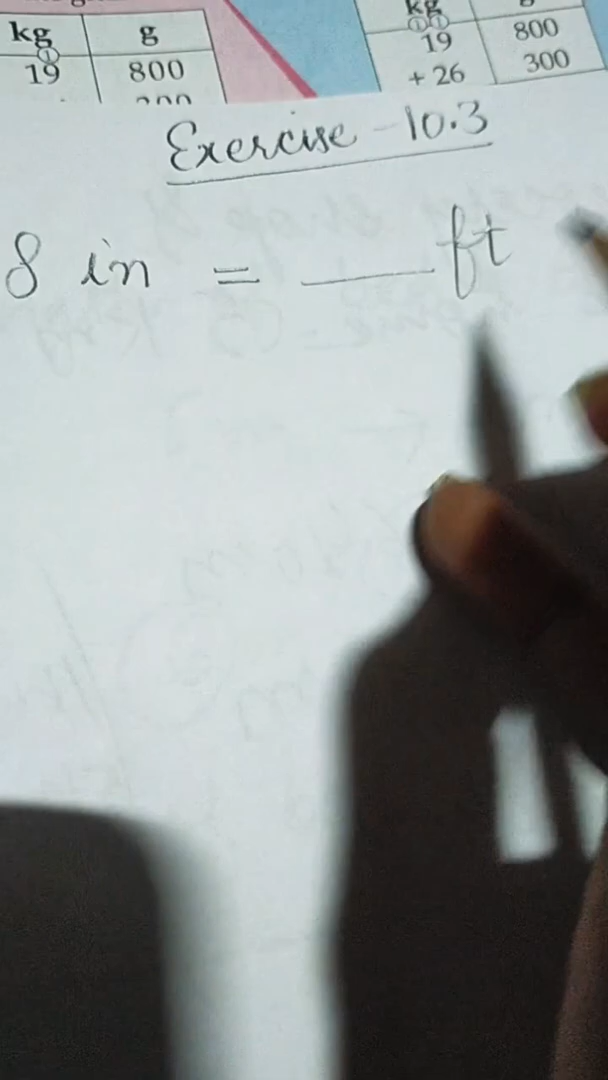 kg g
19 800
kg
19 800
+ 26 300
Exercise - 10.3
8 in = ___ ft